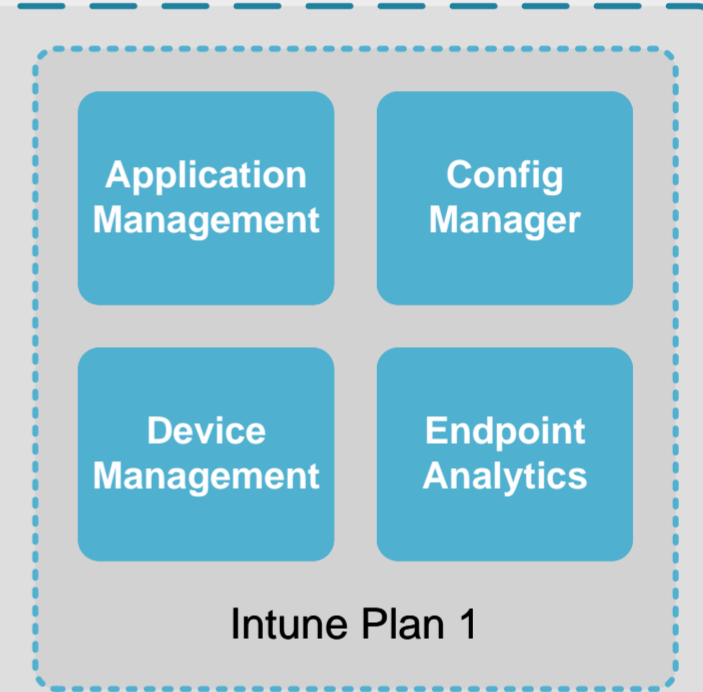 Application
Management
Config
Manager
Device
Management
Endpoint
Analytics
Intune Plan 1